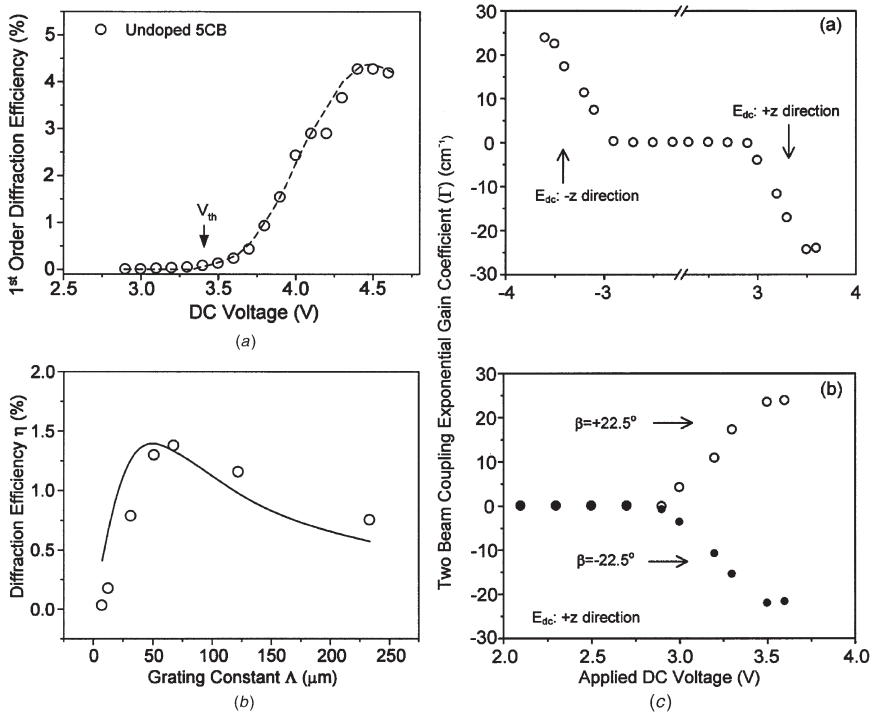 1st Order Diffraction Efficiency (%)
5
4
3
2
1
0
Undoped 5CB
Vth
2.5 3.0 3.5 4.0 4.5
DC Voltage (V)
(a)
Diffraction Efficiency η (%)
2.0
1.5
1.0
0.5
0.0
0 50 100 150 200 250
Grating Constant Λ (μm)
(b)
Two Beam Coupling Exponential Gain Coefficient (Γ) (cm⁻¹)
30
20
10
0
-10
-20
-30
(a)
Edc: +z direction
Edc: -z direction
-4 -3 3 4
30
20
10
0
-10
-20
-30
(b)
β=+22.5°
β=-22.5°
Edc: +z direction
2.0 2.5 3.0 3.5 4.0
Applied DC Voltage (V)
(c)